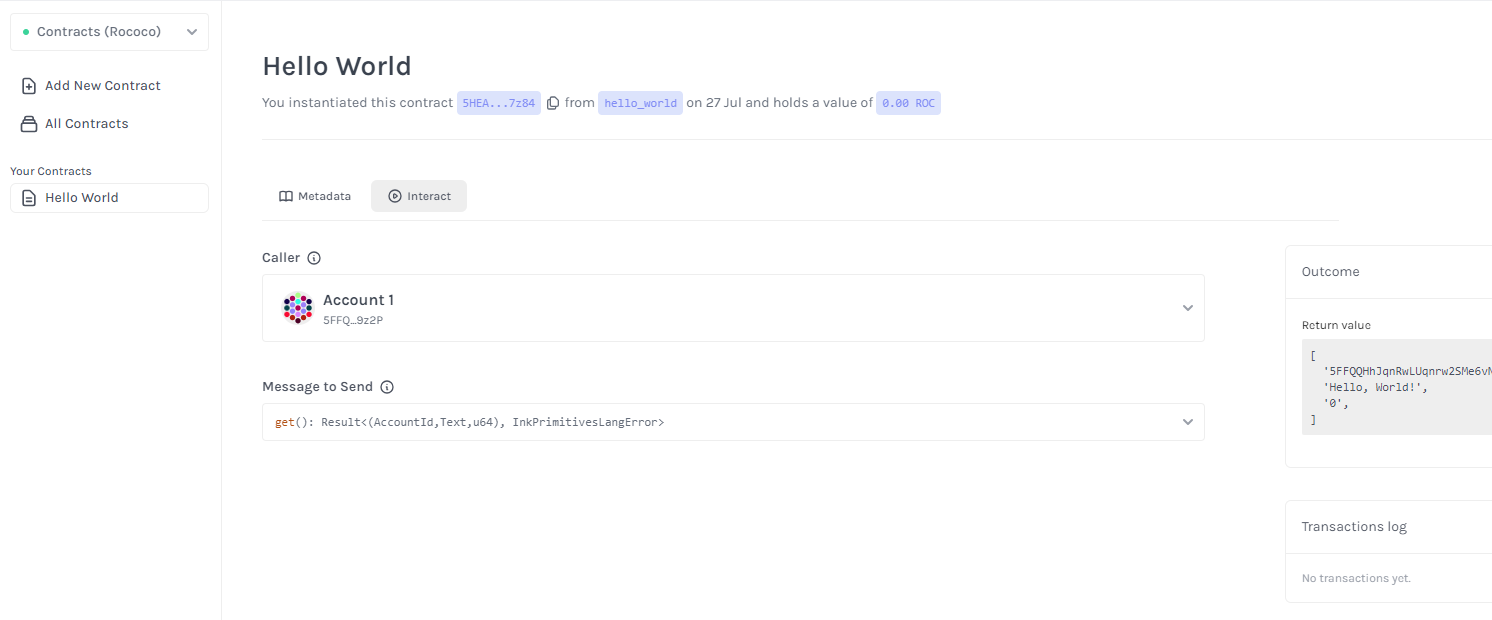 Contracts (Rococo)
Add New Contract
All Contracts
Your Contracts
Hello World
Hello World
You instantiated this contract 5HEA...7z84 from hello_world on 27 Jul and holds a value of 0.00 ROC
Metadata
Interact
Caller
Account 1
5FFQ…9z2P
Message to Send
get(): Result<(AccountId,Text,u64), InkPrimitivesLangError>
Outcome
Return value
[
'5FFQQHhJqnRwLUqnrw2SMe6v
'Hello, World!',
'0',
]
Transactions log
No transactions yet.